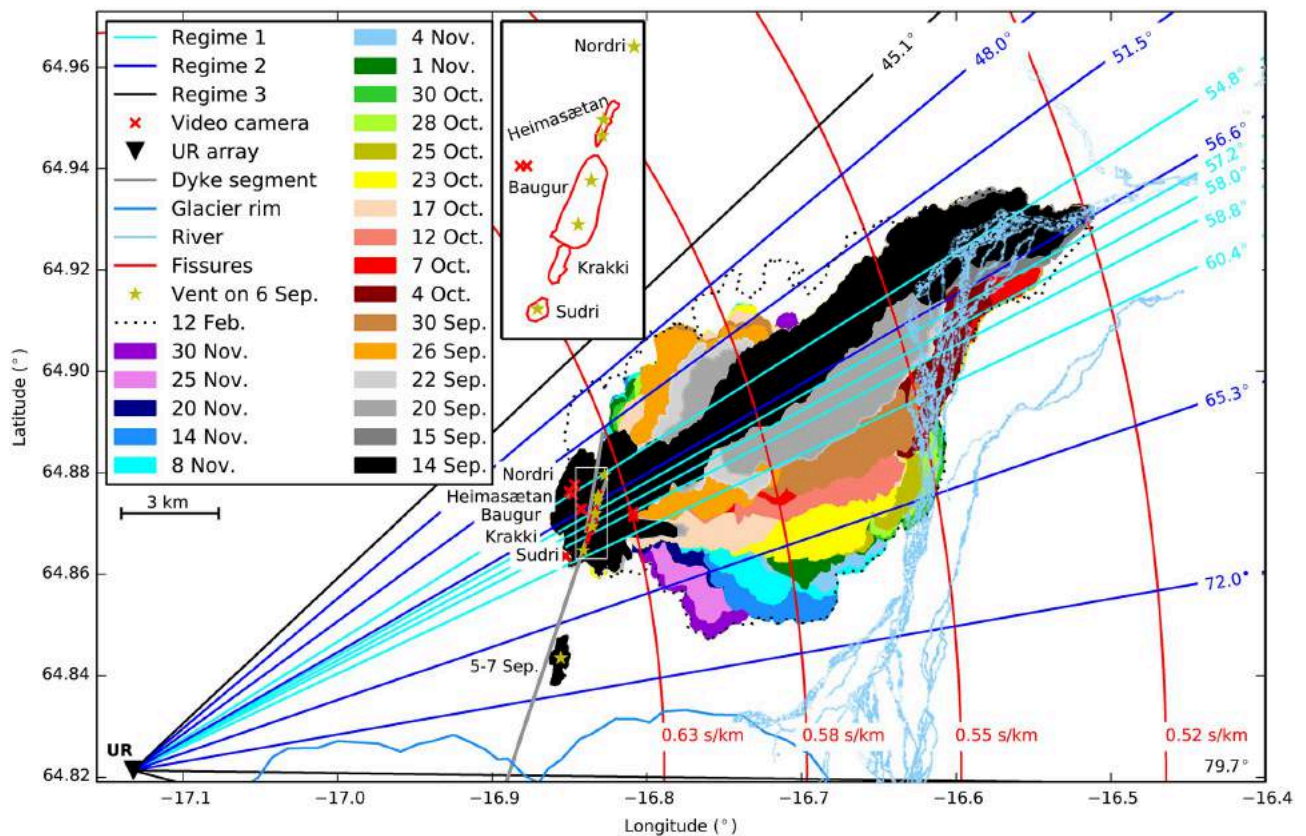 Regime 1
Regime 2
Regime 3
Video camera
UR array
Dyke segment
Glacier rim
River
Fissures
Vent on 6 Sep.
12 Feb.
30 Nov.
25 Nov.
20 Nov.
14 Nov.
8 Nov.
4 Nov.
1 Nov.
30 Oct.
28 Oct.
25 Oct.
23 Oct.
17 Oct.
12 Oct.
7 Oct.
4 Oct.
30 Sep.
26 Sep.
22 Sep.
20 Sep.
15 Sep.
14 Sep.
3 km
Nordri
Heimasætan
Baugur
Krakki
Sudri
45.1°
48.0°
51.5°
54.8°
56.6°
57.2°
58.0°
58.8°
60.4°
65.3°
72.0°
79.7°
Nordri
Heimasætan
Baugur
Krakki
Sudri
5-7 Sep.
UR
0.63 s/km
0.58 s/km
0.55 s/km
0.52 s/km
64.96
64.94
64.92
64.90
64.88
64.86
64.84
64.82
Latitude (°)
−17.1
−17.0
−16.9
−16.8
−16.7
−16.6
−16.5
−16.4
Longitude (°)